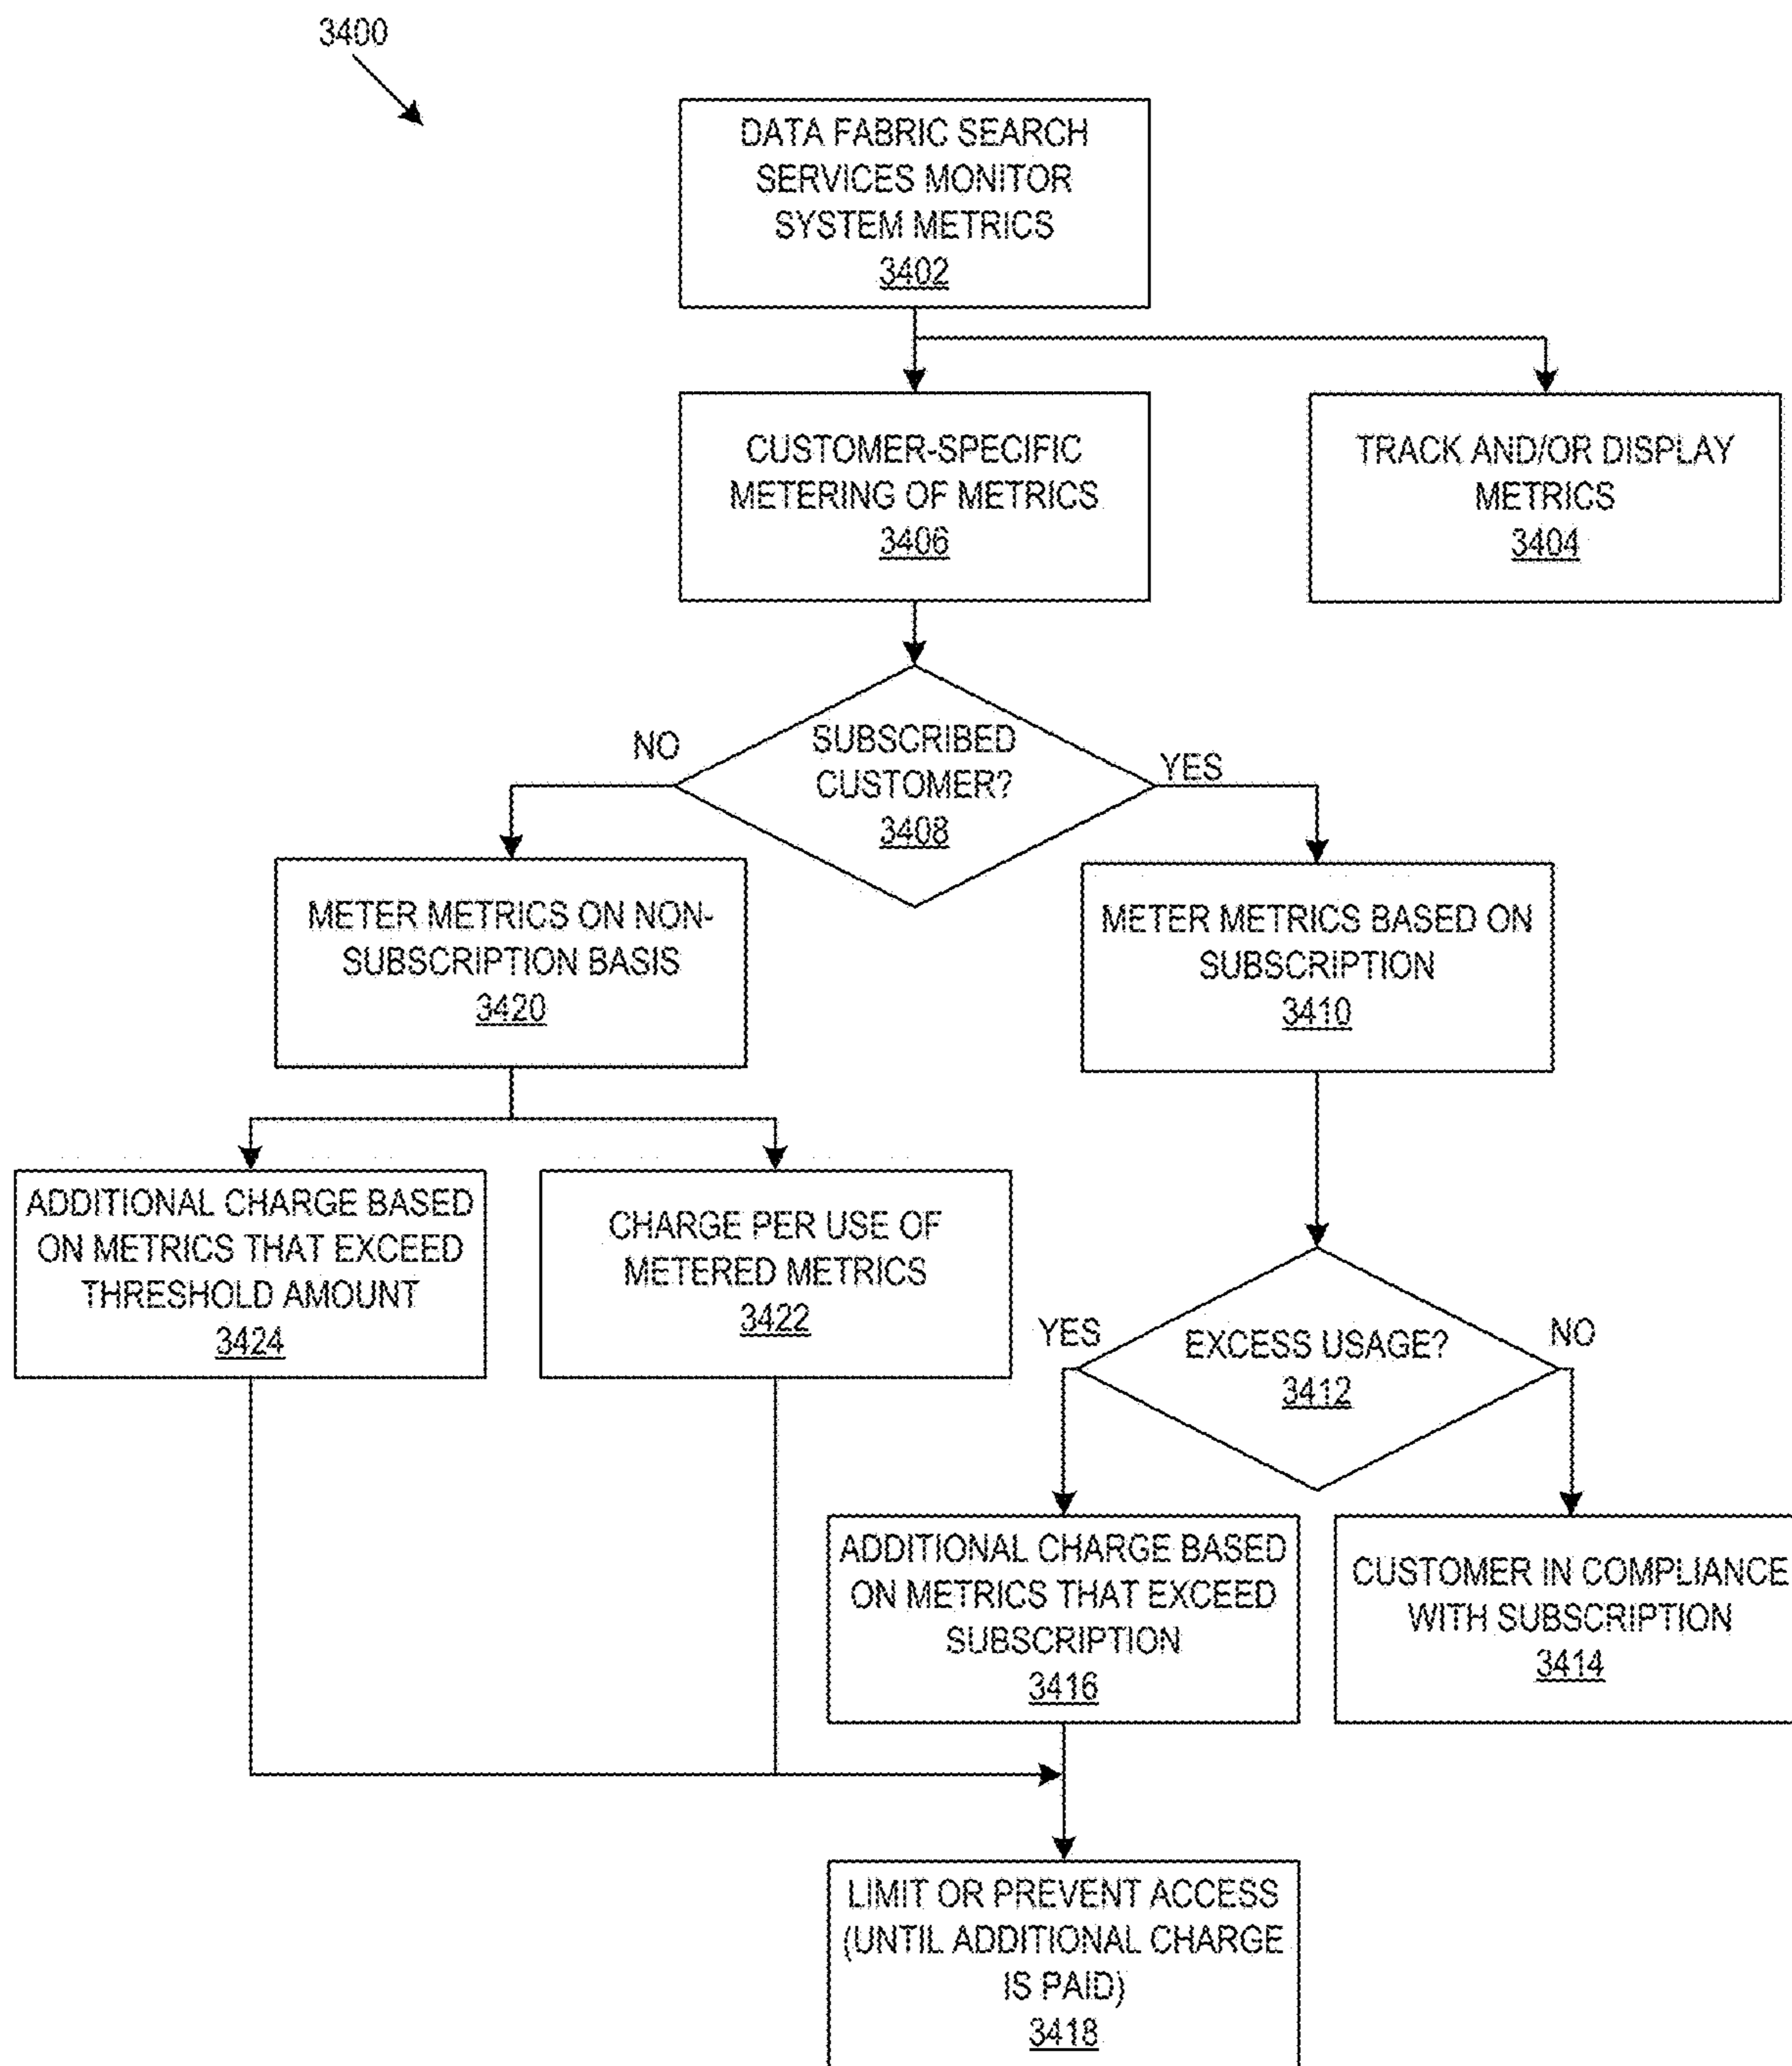 3400
DATA FABRIC SEARCH
SERVICES MONITOR
SYSTEM METRICS
3402
CUSTOMER-SPECIFIC
METERING OF METRICS
3406
TRACK AND/OR DISPLAY
METRICS
3404
SUBSCRIBED
CUSTOMER?
3408
NO
YES
METER METRICS ON NON-
SUBSCRIPTION BASIS
3420
METER METRICS BASED ON
SUBSCRIPTION
3410
ADDITIONAL CHARGE BASED
ON METRICS THAT EXCEED
THRESHOLD AMOUNT
3424
CHARGE PER USE OF
METERED METRICS
3422
YES
EXCESS USAGE?
3412
NO
ADDITIONAL CHARGE BASED
ON METRICS THAT EXCEED
SUBSCRIPTION
3416
CUSTOMER IN COMPLIANCE
WITH SUBSCRIPTION
3414
LIMIT OR PREVENT ACCESS
(UNTIL ADDITIONAL CHARGE
IS PAID)
3418